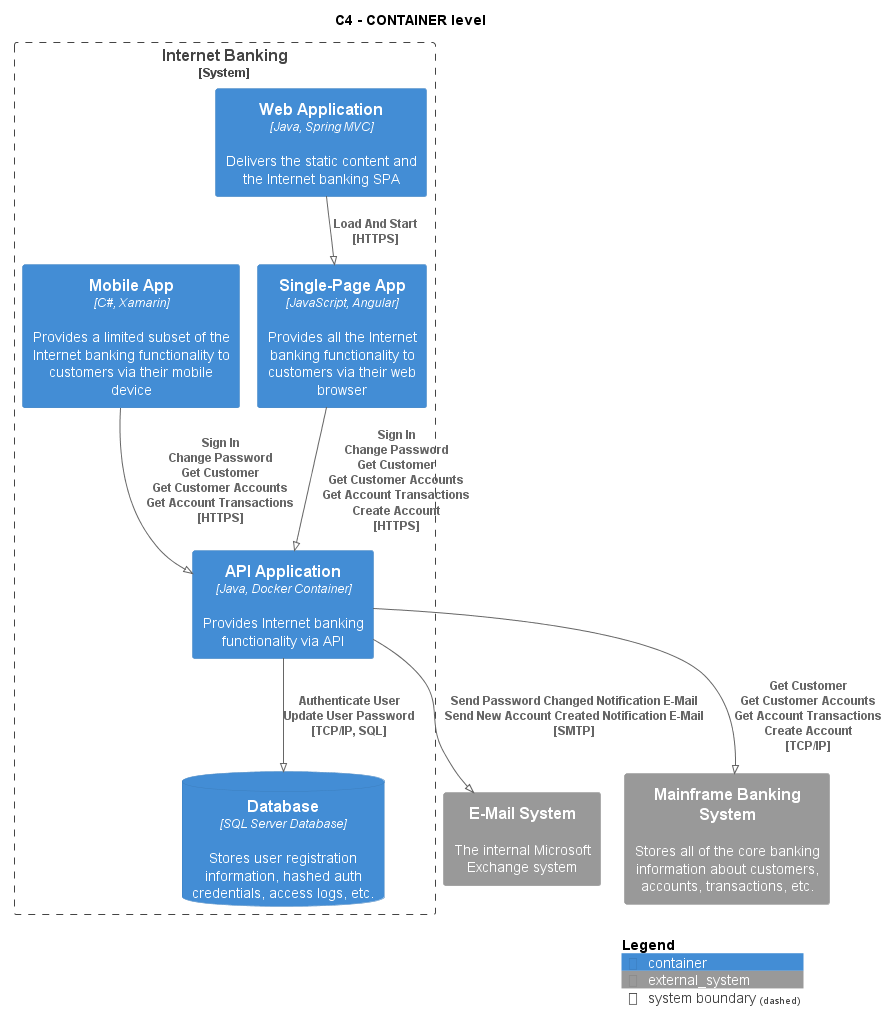 C4 - CONTAINER level
Internet Banking
[System]
Web Application
[Java, Spring MVC]
Delivers the static content and
the Internet banking SPA
Load And Start
[HTTPS]
Mobile App
[C#, Xamarin]
Provides a limited subset of the
Internet banking functionality to
customers via their mobile
device
Single-Page App
[JavaScript, Angular]
Provides all the Internet
banking functionality to
customers via their web
browser
Sign In
Change Password
Get Customer
Get Customer Accounts
Get Account Transactions
[HTTPS]
Sign In
Change Password
Get Customer
Get Customer Accounts
Get Account Transactions
Create Account
[HTTPS]
API Application
[Java, Docker Container]
Provides Internet banking
functionality via API
Authenticate User
Update User Password
[TCP/IP, SQL]
Send Password Changed Notification E-Mail
Send New Account Created Notification E-Mail
[SMTP]
Get Customer
Get Customer Accounts
Get Account Transactions
Create Account
[TCP/IP]
Database
[SQL Server Database]
Stores user registration
information, hashed auth
credentials, access logs, etc.
E-Mail System
The internal Microsoft
Exchange system
Mainframe Banking
System
Stores all of the core banking
information about customers,
accounts, transactions, etc.
Legend
container
external_system
system boundary (dashed)